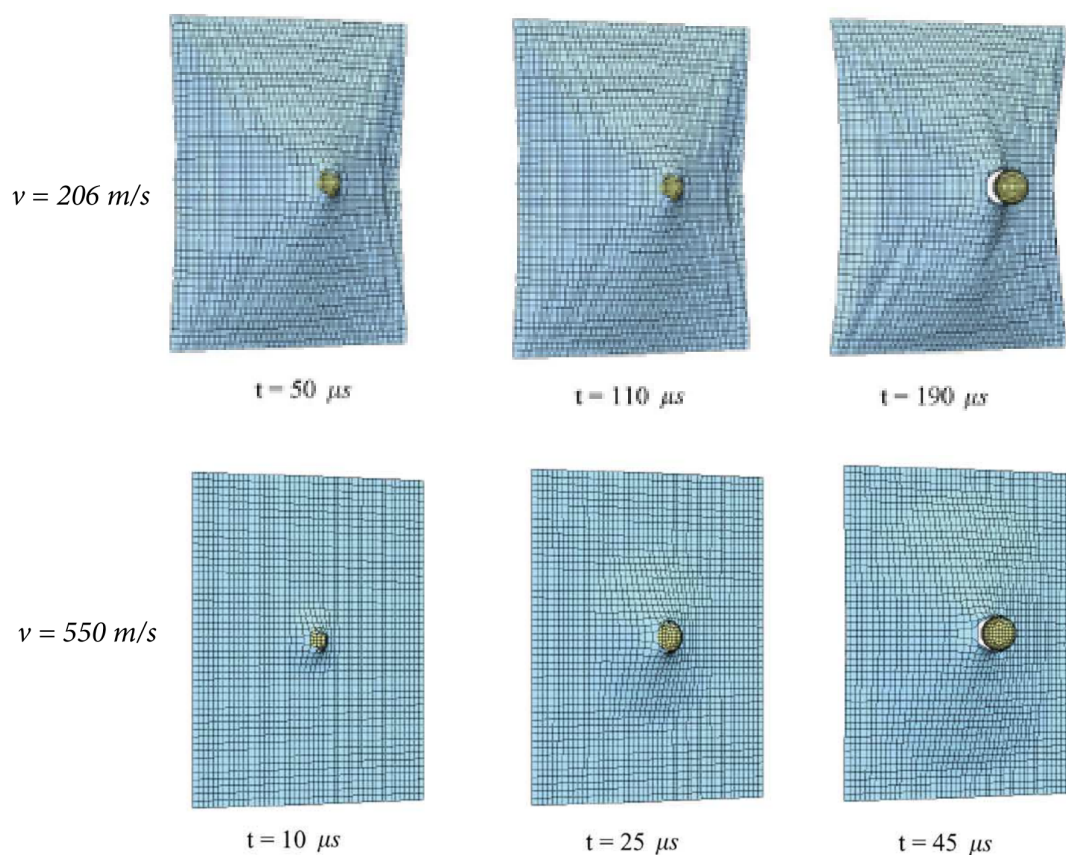 v = 206 m/s
t = 50 μs
t = 110 μs
t = 190 μs
v = 550 m/s
t = 10 μs
t = 25 μs
t = 45 μs